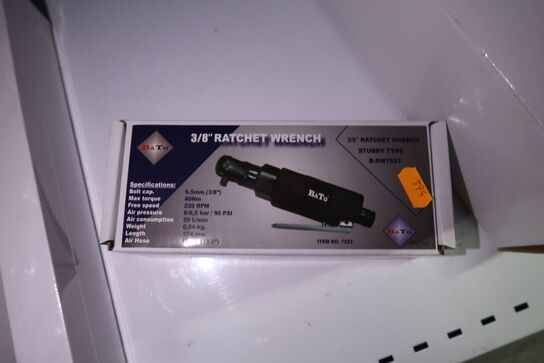 3/8" RATCHET WRENCH
BATO
3/8" RATCHET WRENCH
STUBBY TYPE
B-RW7523
Specifications:
Bolt cap. 9.5mm.(3/8")
Max torque 40Nm
Free speed 220 RPM
Air pressure 6-6,5 bar / 90 PSI
Air consumption 55 L/min
Weight 0,54 kg.
Length
Air Hose
BATO
BATO
ITEM NO. 7523